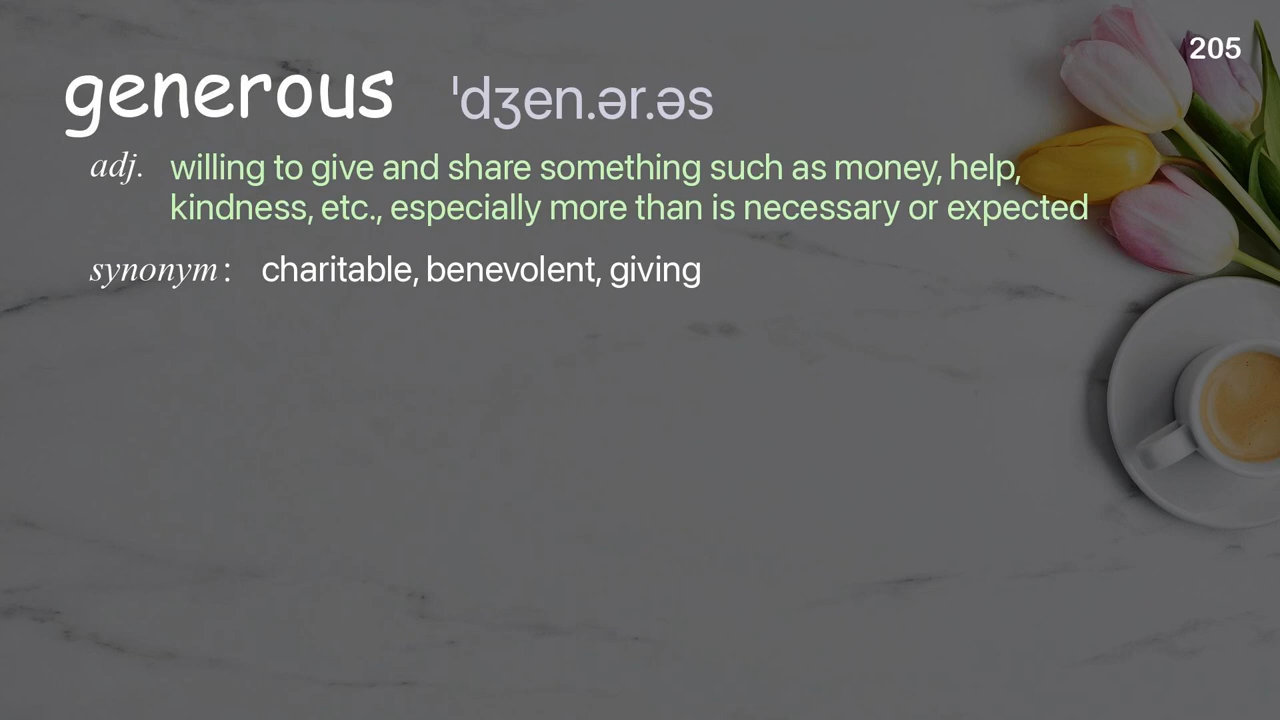 205
generous ˈdʒen.ər.əs
adj. willing to give and share something such as money, help,
kindness, etc., especially more than is necessary or expected
synonym : charitable, benevolent, giving